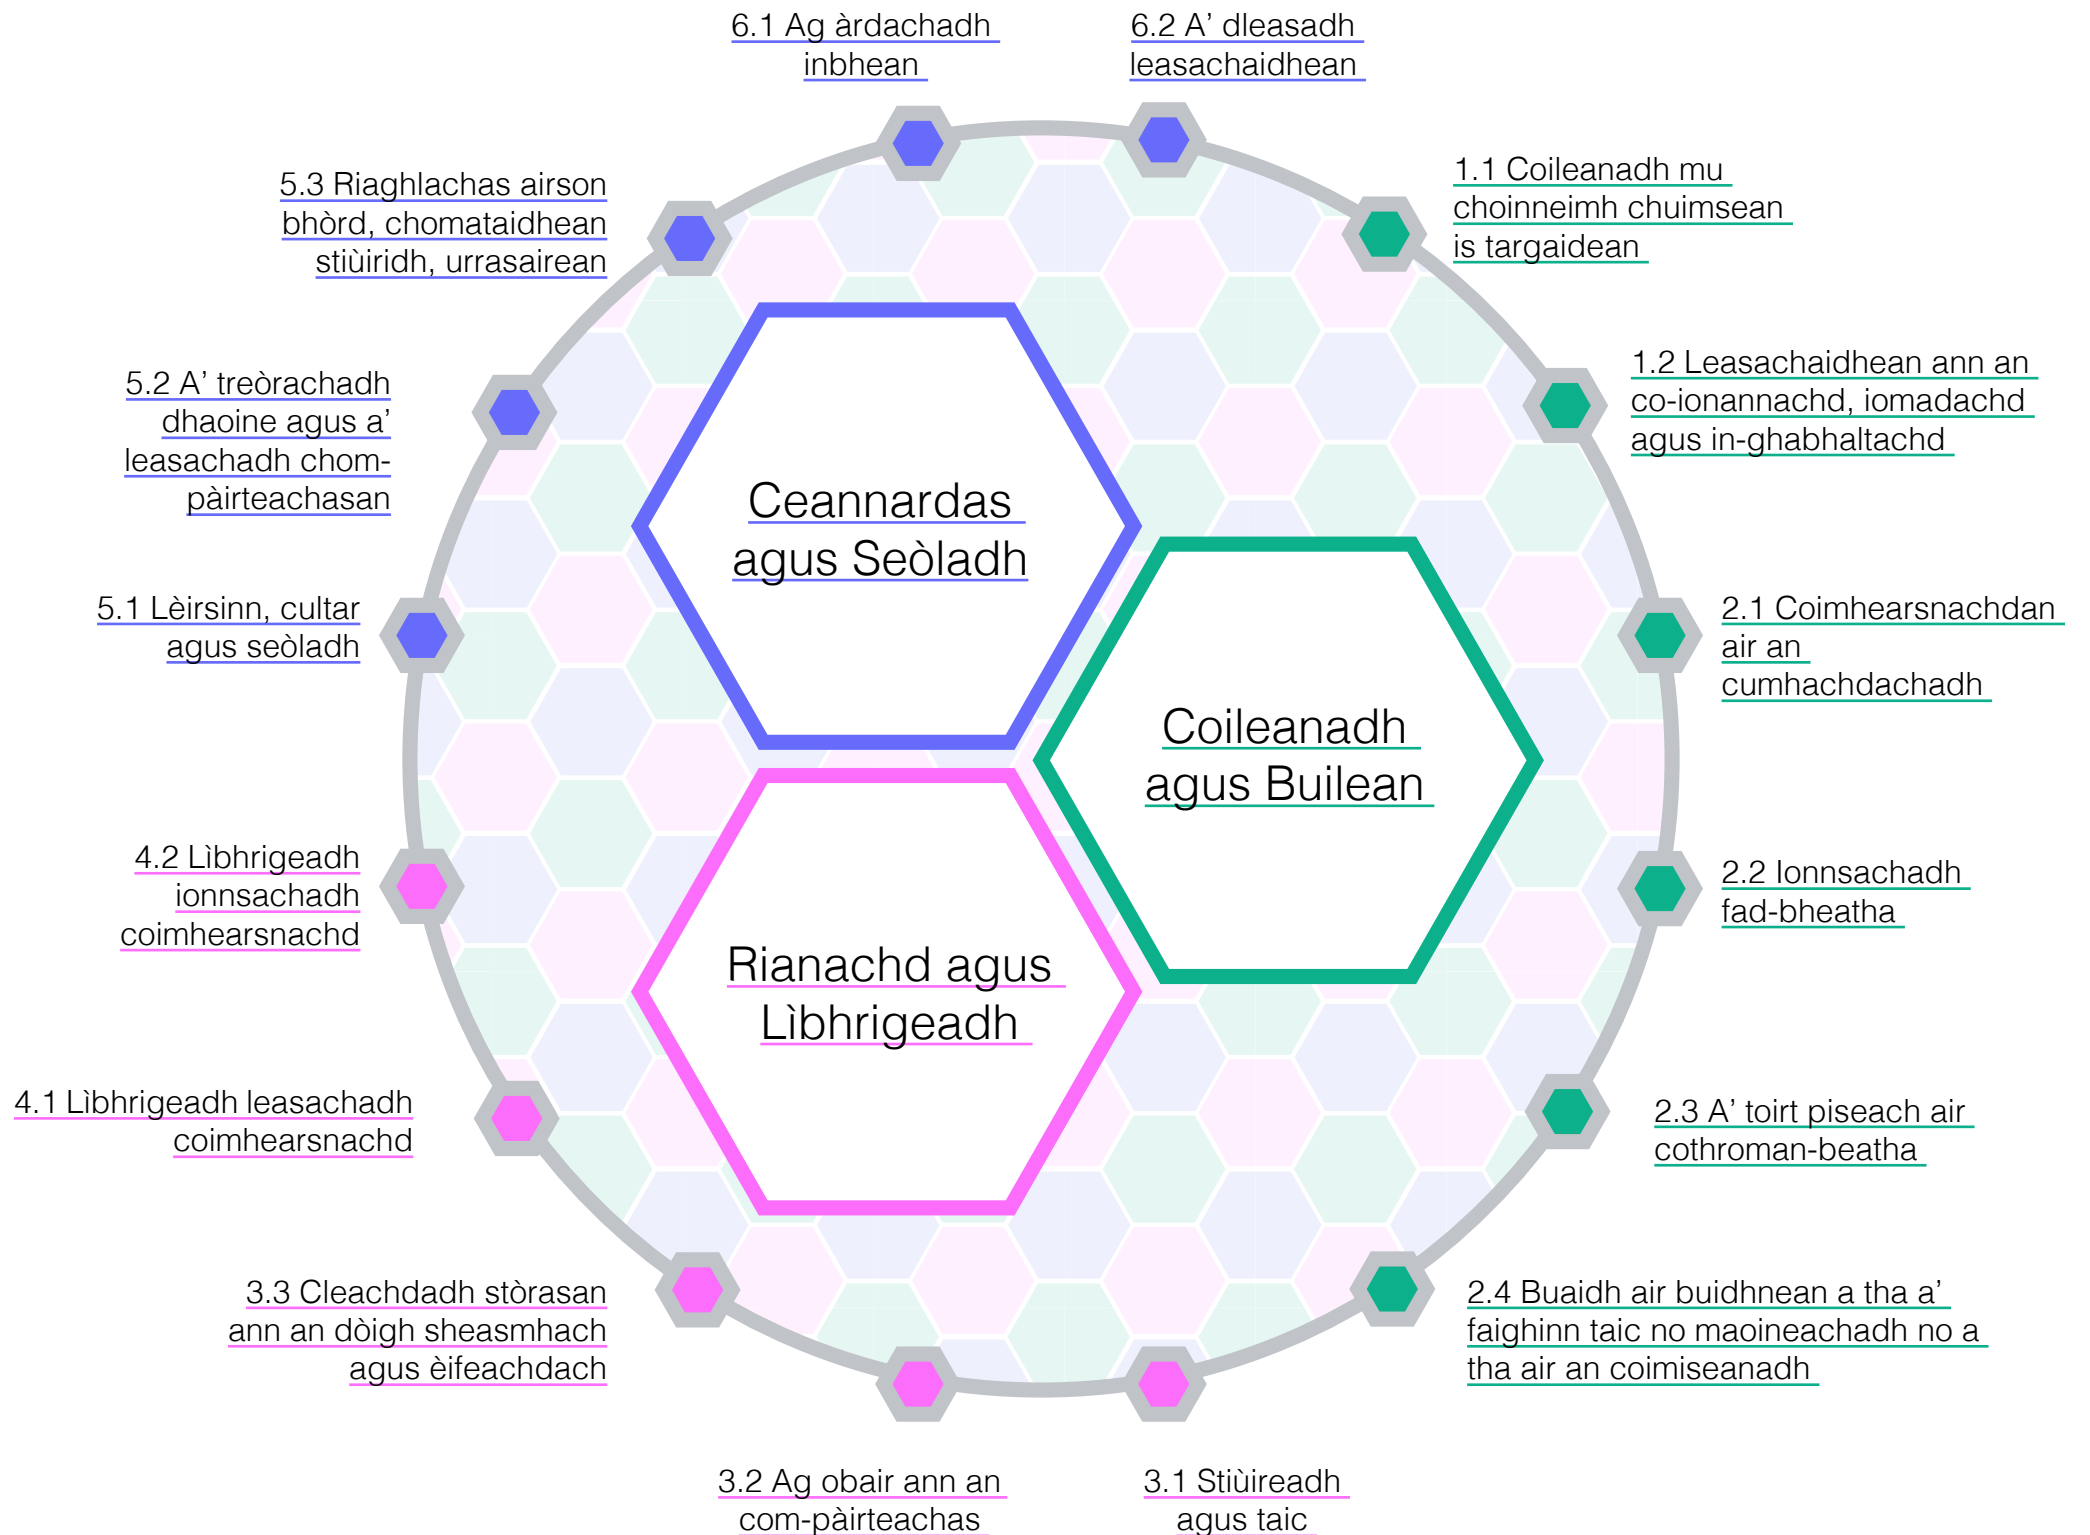 6.1 Ag àrdachadh
inbhean
6.2 A’ dleasadh
leasachaidhean
1.1 Coileanadh mu
choinneimh chuimsean
is targaidean
1.2 Leasachaidhean ann an
co-ionannachd, iomadachd
agus in-ghabhaltachd
2.1 Coimhearsnachdan
air an
cumhachdachadh
2.2 Ionnsachadh
fad-bheatha
2.3 A’ toirt piseach air
cothroman-beatha
2.4 Buaidh air buidhnean a tha a’
faighinn taic no maoineachadh no a
tha air an coimiseanadh
3.1 Stiùireadh
agus taic
3.2 Ag obair ann an
com-pàirteachas
3.3 Cleachdadh stòrasan
ann an dòigh sheasmhach
agus èifeachdach
4.1 Lìbhrigeadh leasachadh
coimhearsnachd
4.2 Lìbhrigeadh
ionnsachadh
coimhearsnachd
5.1 Lèirsinn, cultar
agus seòladh
5.2 A’ treòrachadh
dhaoine agus a’
leasachadh chom-
pàirteachasan
5.3 Riaghlachas airson
bhòrd, chomataidhean
stiùiridh, urrasairean
Ceannardas
agus Seòladh
Coileanadh
agus Builean
Rianachd agus
Lìbhrigeadh